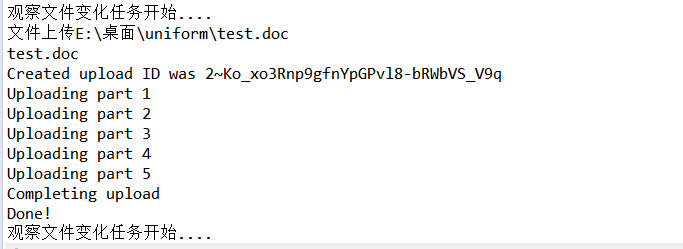 观察文件变化任务开始....
文件上传E:\桌面\uniform\test.doc
test.doc
Created upload ID was 2~Ko_xo3Rnp9gfnYpGPvl8-bRWbVS_V9q
Uploading part 1
Uploading part 2
Uploading part 3
Uploading part 4
Uploading part 5
Completing upload
Done!
观察文件变化任务开始....